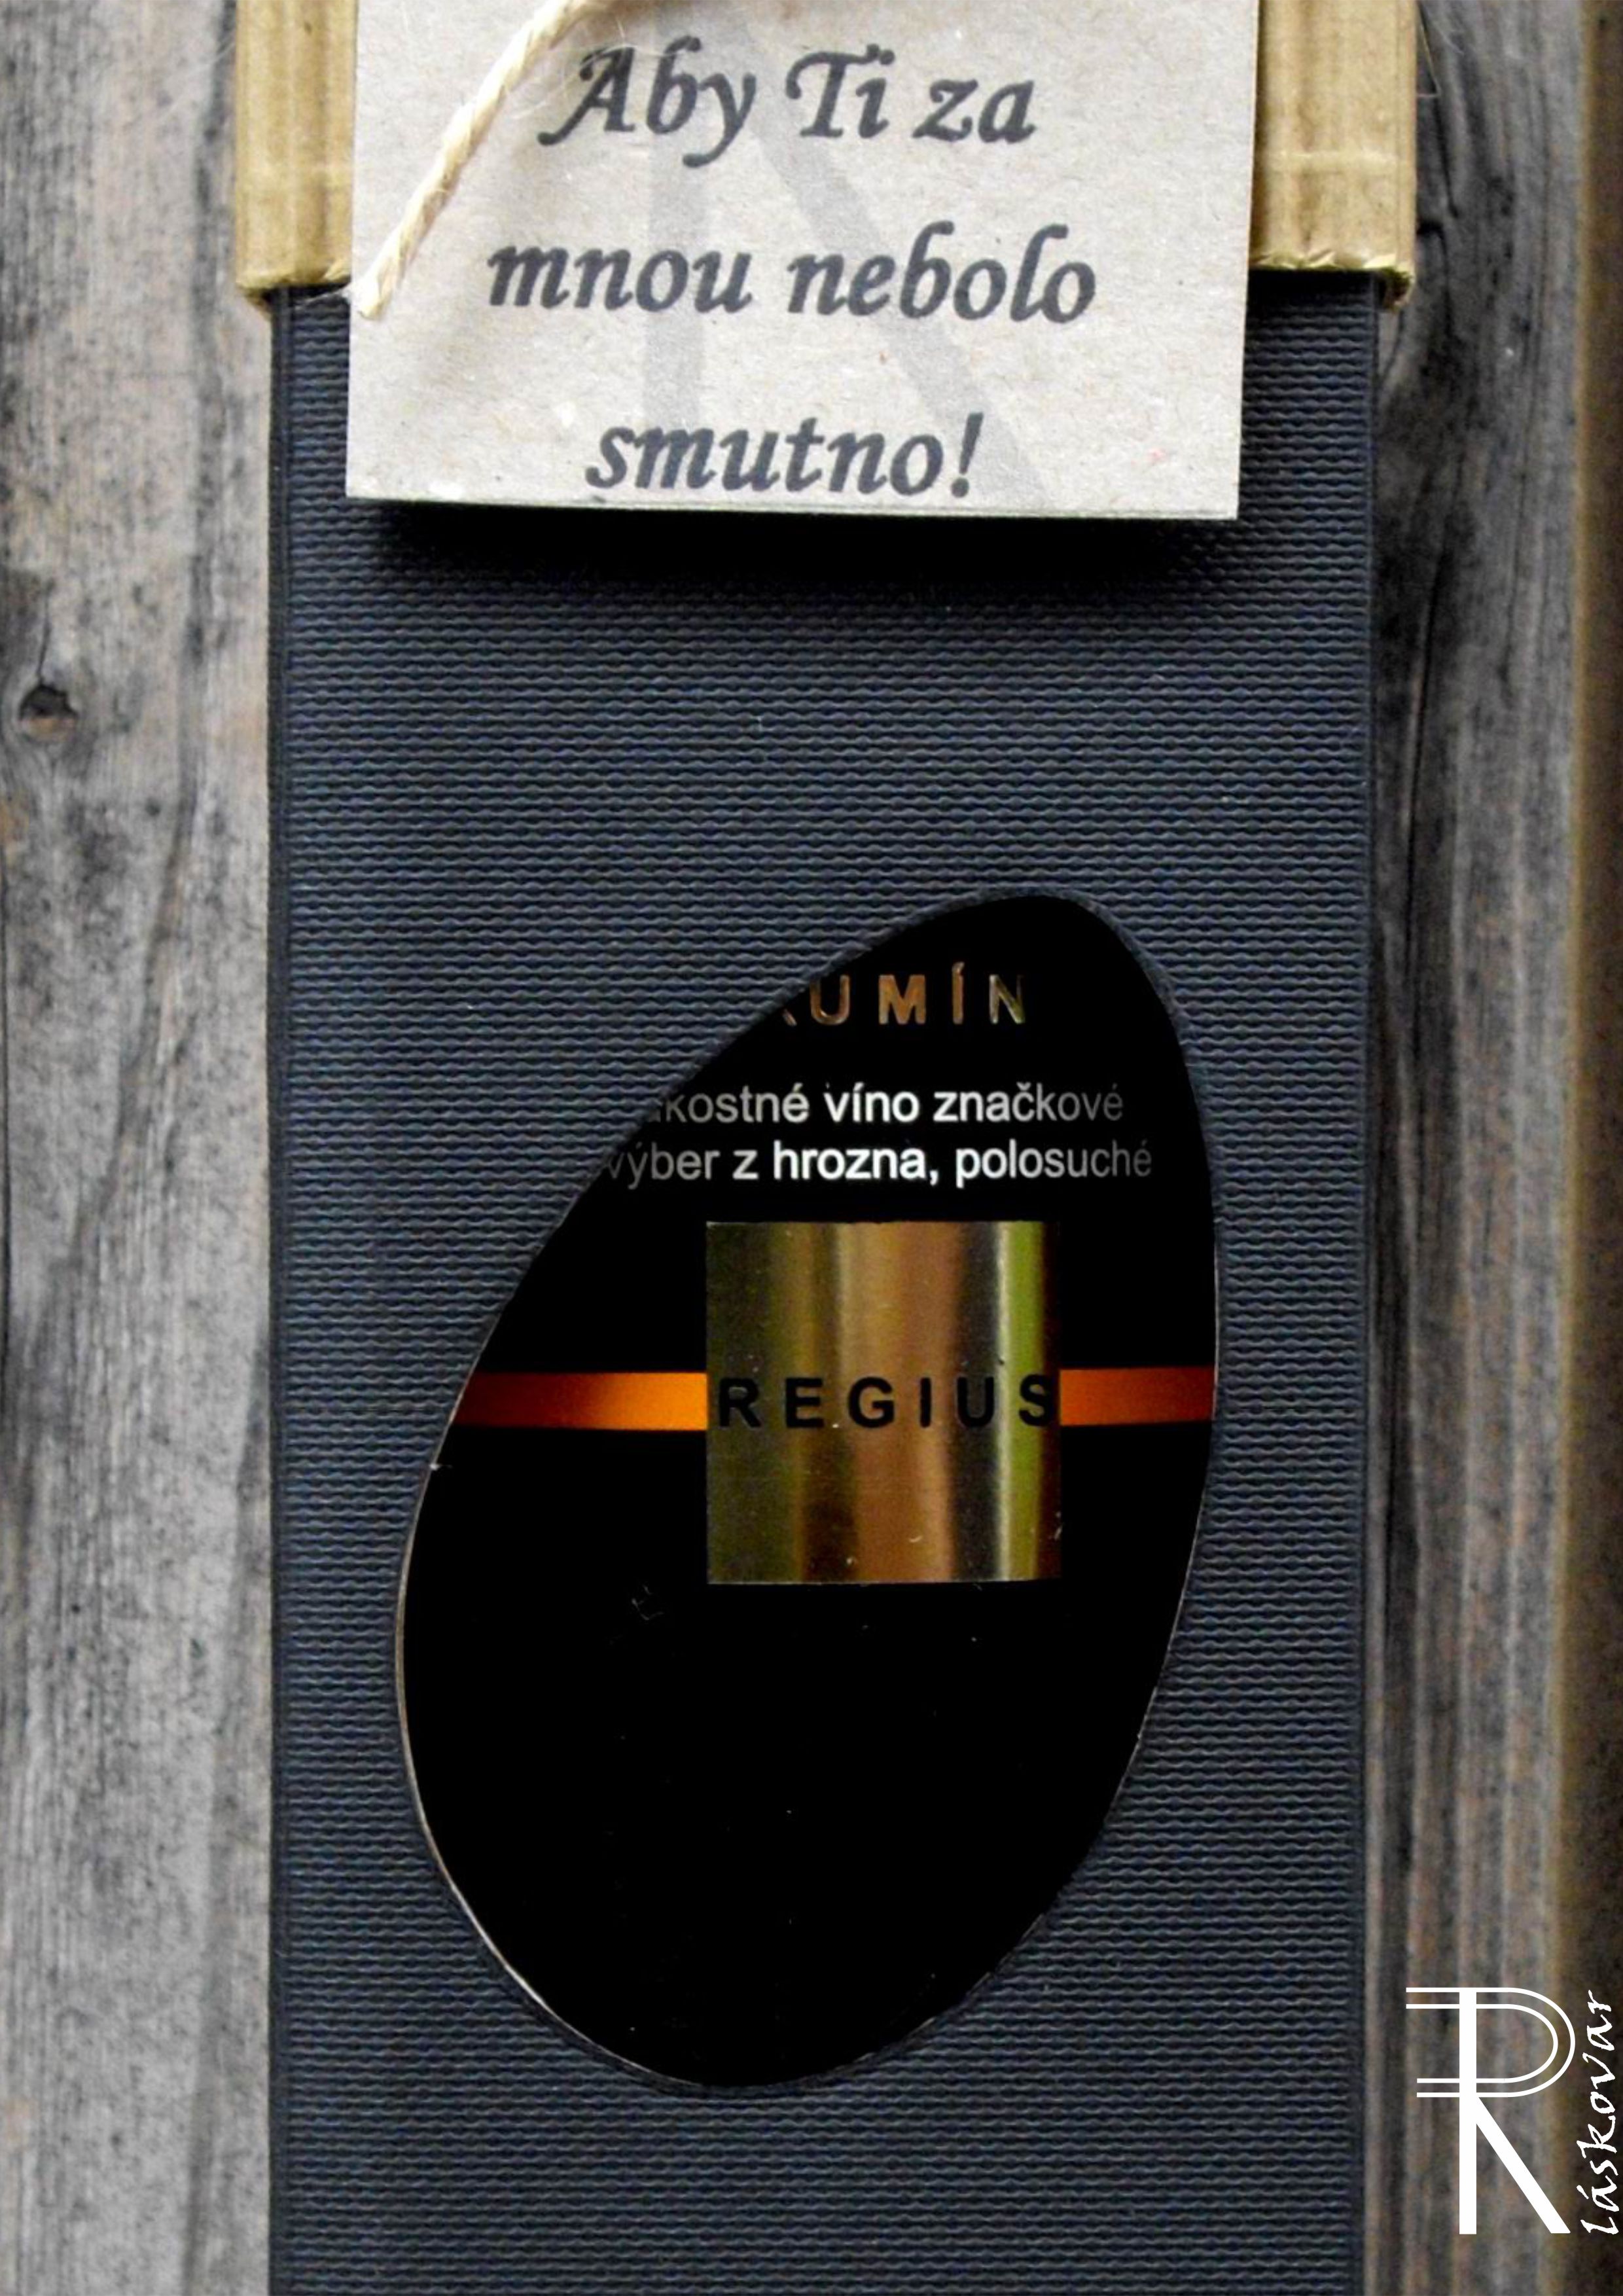 Aby Ti za
mnou nebolo
smutno!
UMÍN
kostné víno značkové
výber z hrozna, polosuché
REGIUS
R
láskovar